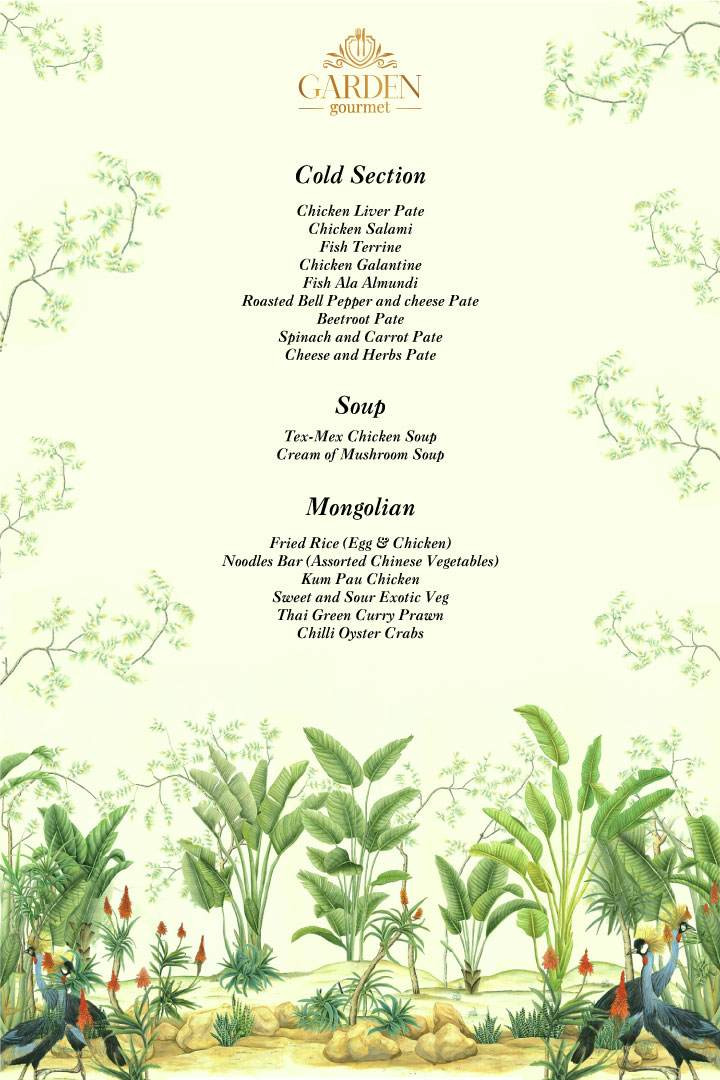 GARDEN
gourmet
Cold Section
Chicken Liver Pate
Chicken Salami
Fish Terrine
Chicken Galantine
Fish Ala Almundi
Roasted Bell Pepper and cheese Pate
Beetroot Pate
Spinach and Carrot Pate
Cheese and Herbs Pate
Soup
Tex-Mex Chicken Soup
Cream of Mushroom Soup
Mongolian
Fried Rice (Egg & Chicken)
Noodles Bar (Assorted Chinese Vegetables)
Kum Pau Chicken
Sweet and Sour Exotic Veg
Thai Green Curry Prawn
Chilli Oyster Crabs